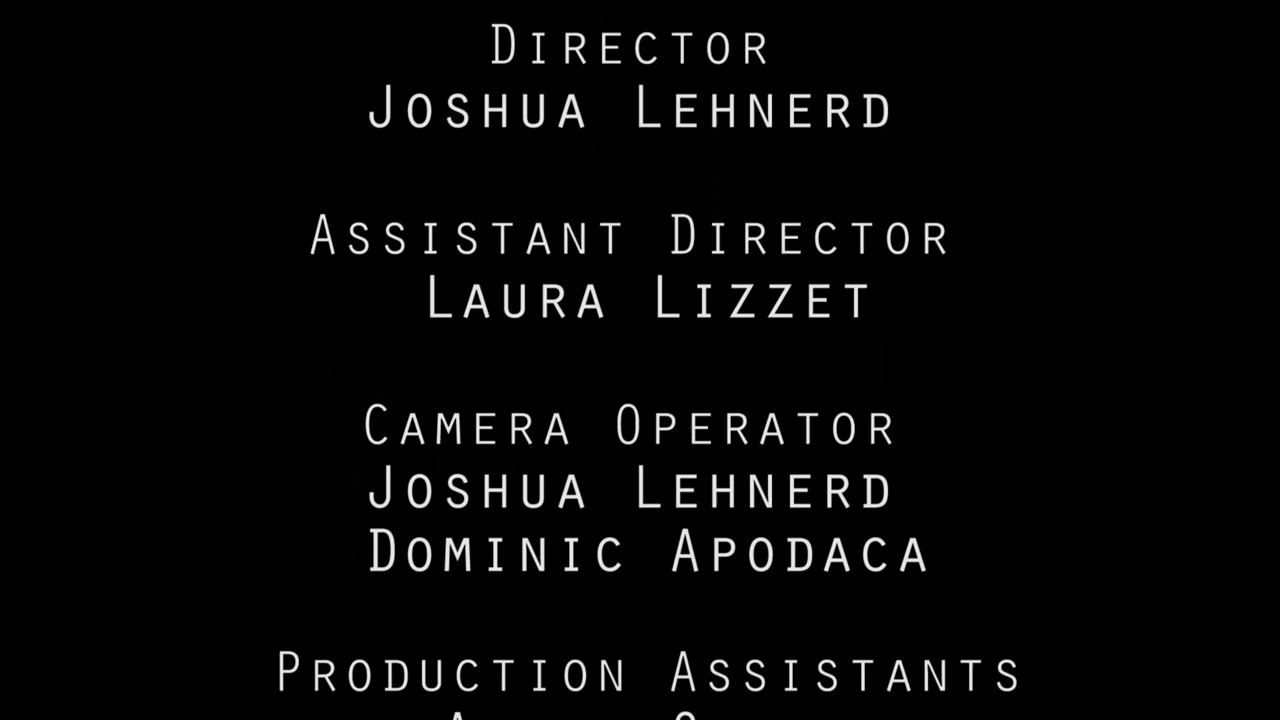 Director
Joshua Lehnerd
Assistant Director
Laura Lizzet
Camera Operator
Joshua Lehnerd
Dominic Apodaca
Production Assistants